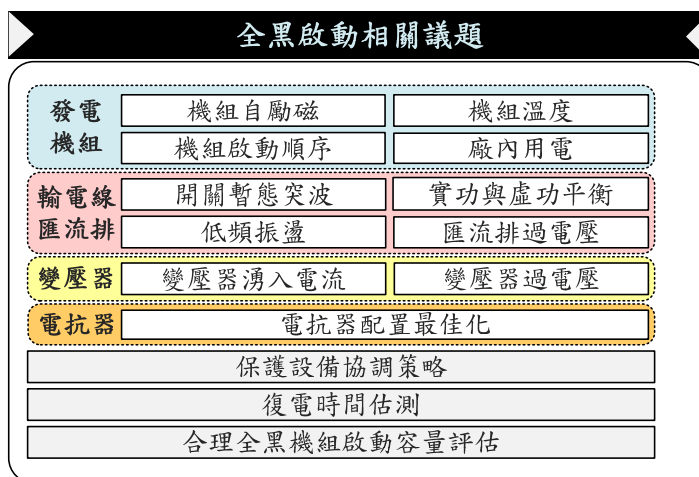 全黑啟動相關議題
發電
機組
機組自勵磁
機組溫度
機組啟動順序
廠內用電
輸電線
匯流排
開關暫態突波
實功與虛功平衡
低頻振盪
匯流排過電壓
變壓器
變壓器湧入電流
變壓器過電壓
電抗器
電抗器配置最佳化
保護設備協調策略
復電時間估測
合理全黑機組啟動容量評估